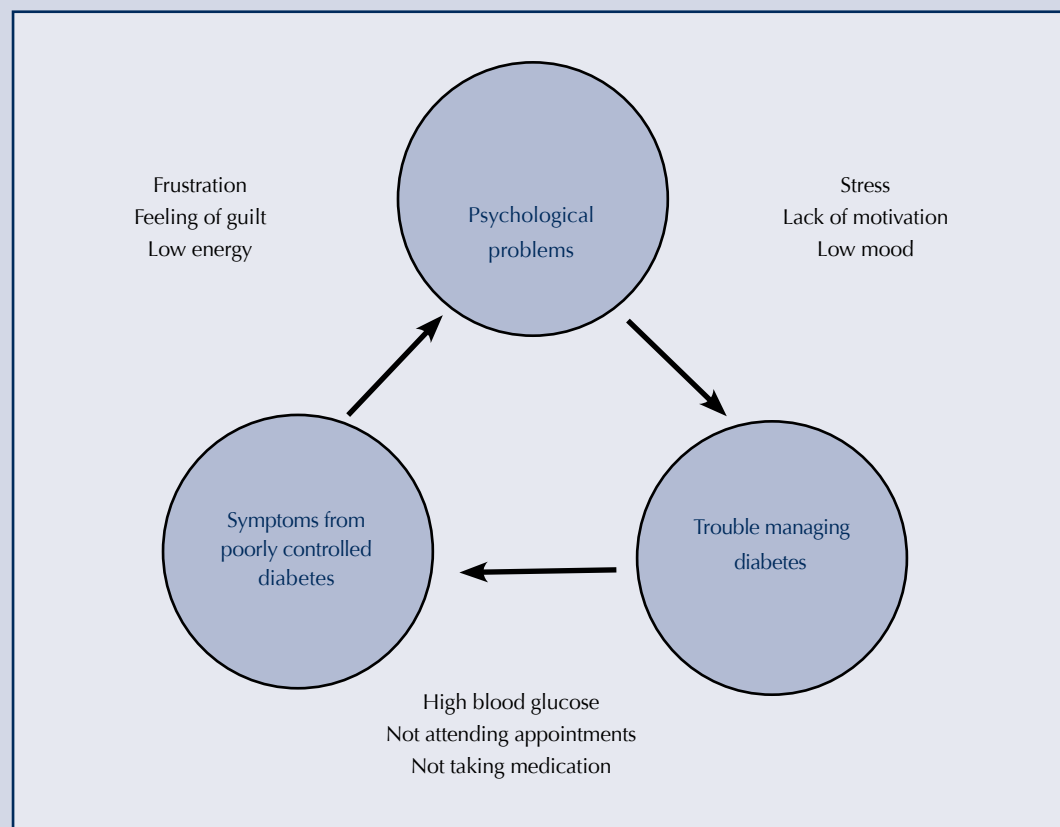 Psychological
problems
Stress
Lack of motivation
Low mood
Trouble managing
diabetes
High blood glucose
Not attending appointments
Not taking medication
Symptoms from
poorly controlled
diabetes
Frustration
Feeling of guilt
Low energy